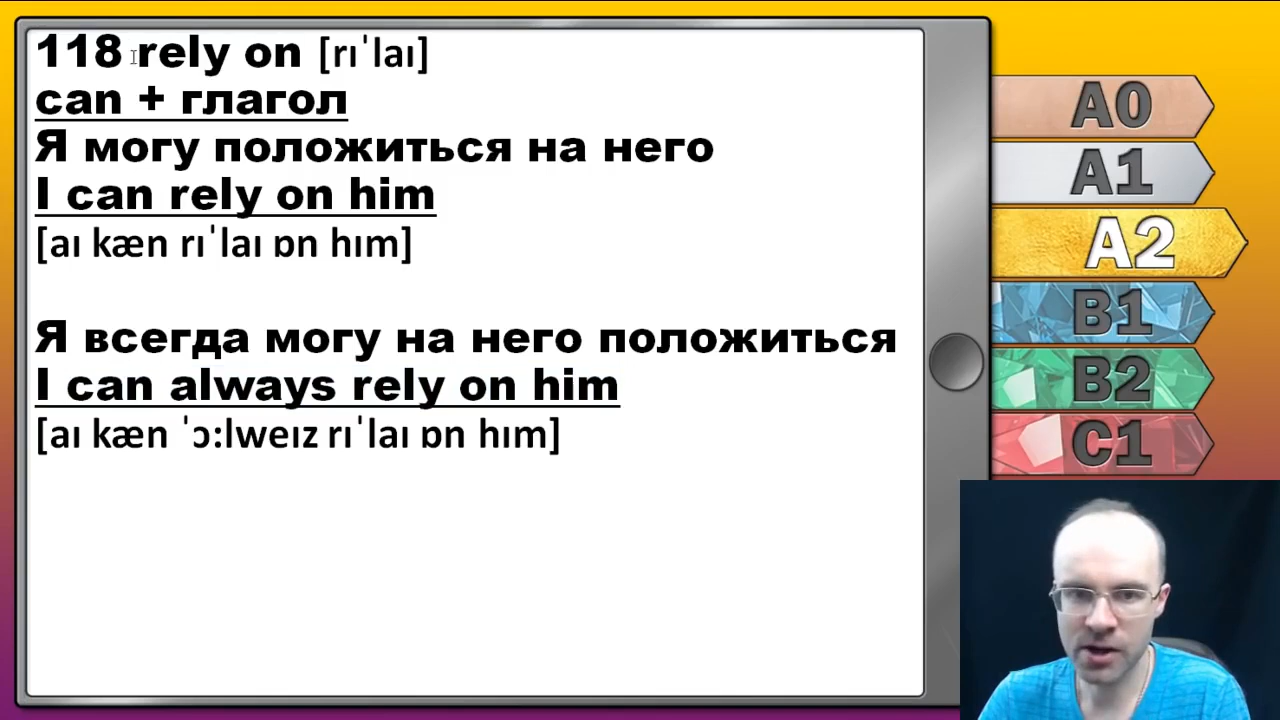 118 rely on [rɪˈlaɪ]
can + глагол
Я могу положиться на него
I can rely on him
[aɪ kæn rɪˈlaɪ ɒn hɪm]
Я всегда могу на него положиться
I can always rely on him
[aɪ kæn ˈɔ:lweɪz rɪˈlaɪ ɒn hɪm]
A0
A1
A2
B1
B2
C1